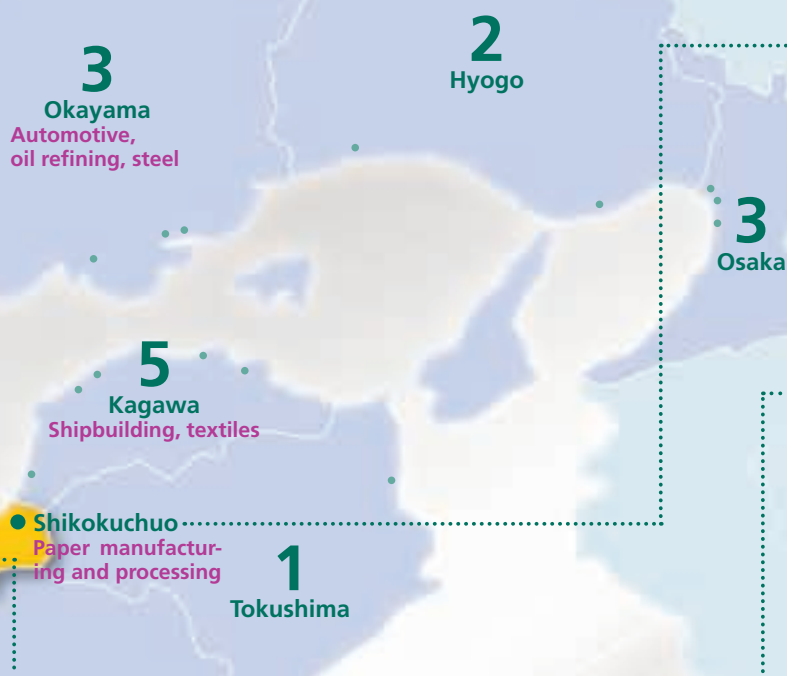 3
Okayama
Automotive,
oil refining, steel
2
Hyogo
3
Osaka
5
Kagawa
Shipbuilding, textiles
Shikokuchuo
Paper manufactur-
ing and processing
1
Tokushima